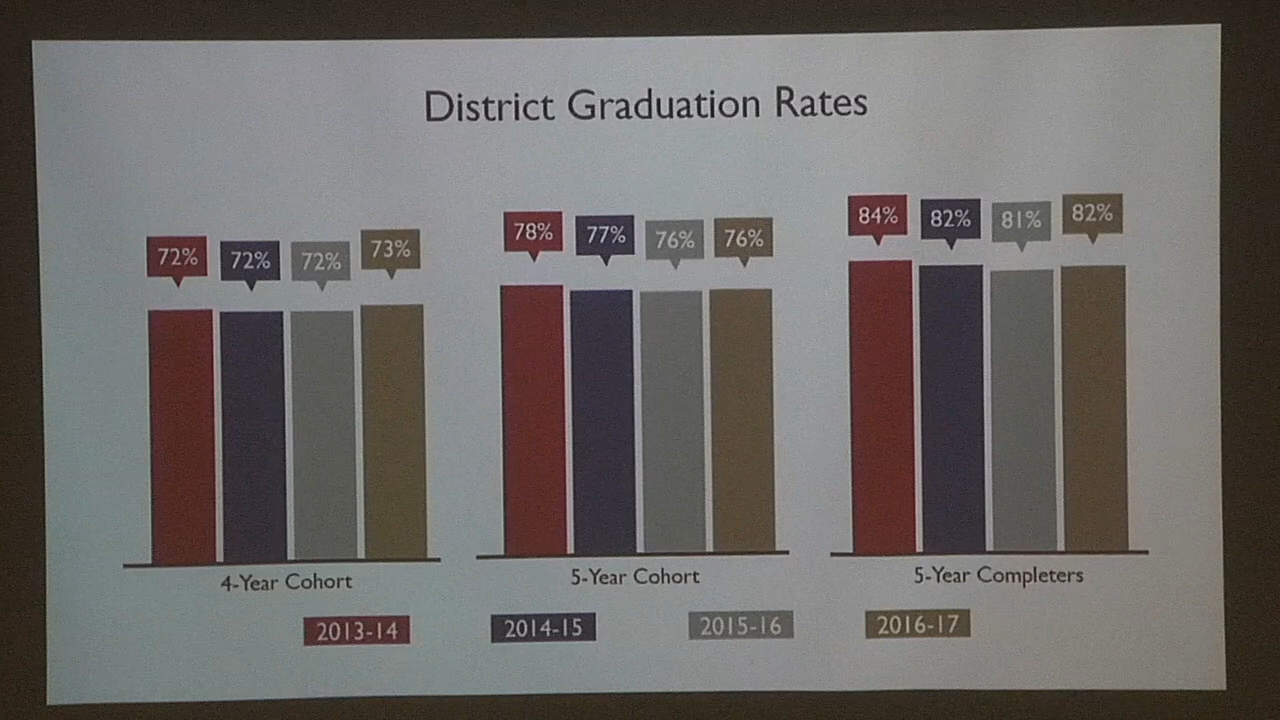 District Graduation Rates
72% 72% 72% 73%
78% 77% 76% 76%
84% 82% 81% 82%
4-Year Cohort
5-Year Cohort
5-Year Completers
2013-14
2014-15
2015-16
2016-17